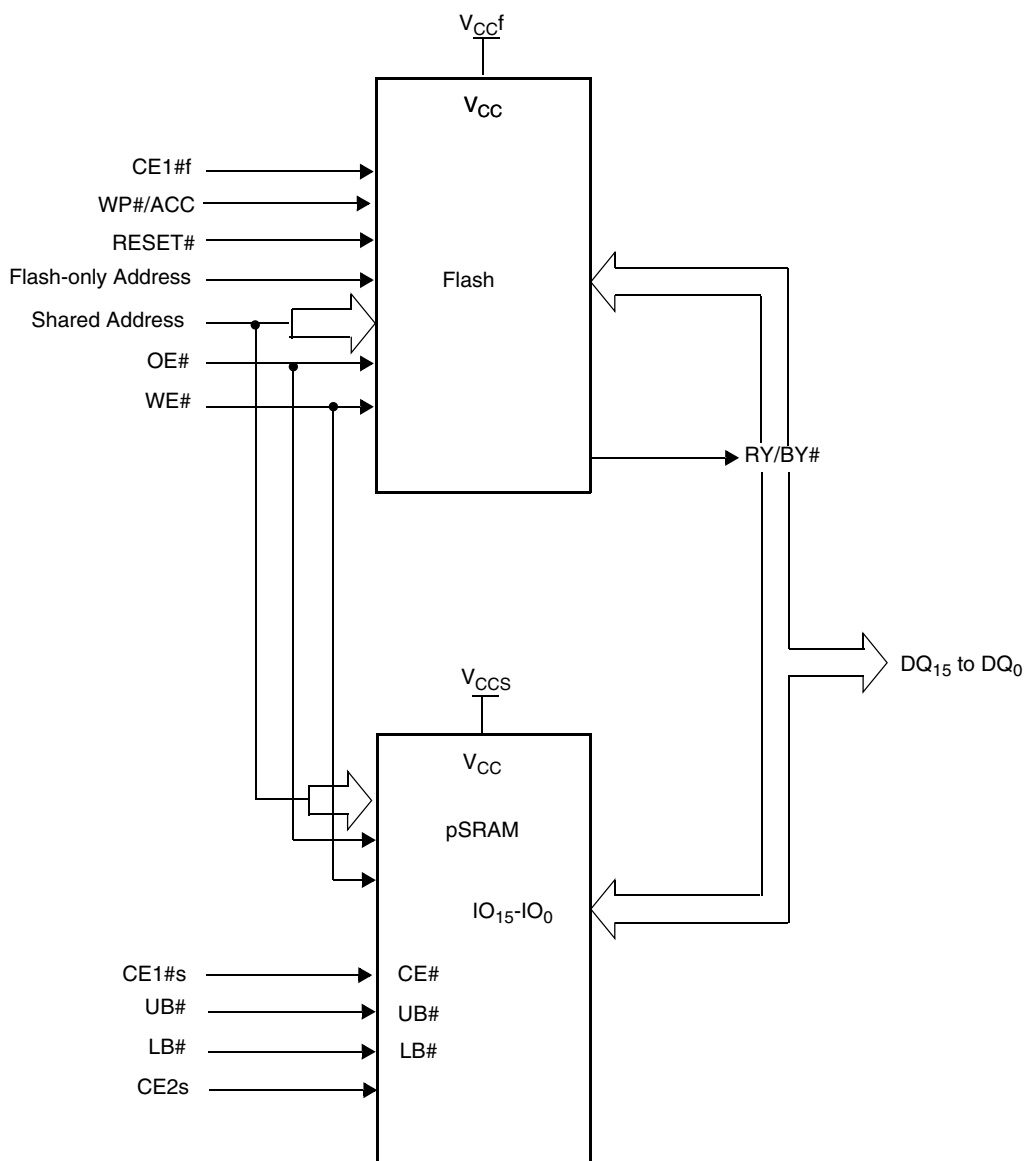 VCCf
VCC
CE1#f
WP#/ACC
RESET#
Flash-only Address
Flash
Shared Address
OE#
WE#
RY/BY#
DQ15 to DQ0
VCCS
VCC
pSRAM
IO15-IO0
CE1#s
CE#
UB#
UB#
LB#
LB#
CE2s